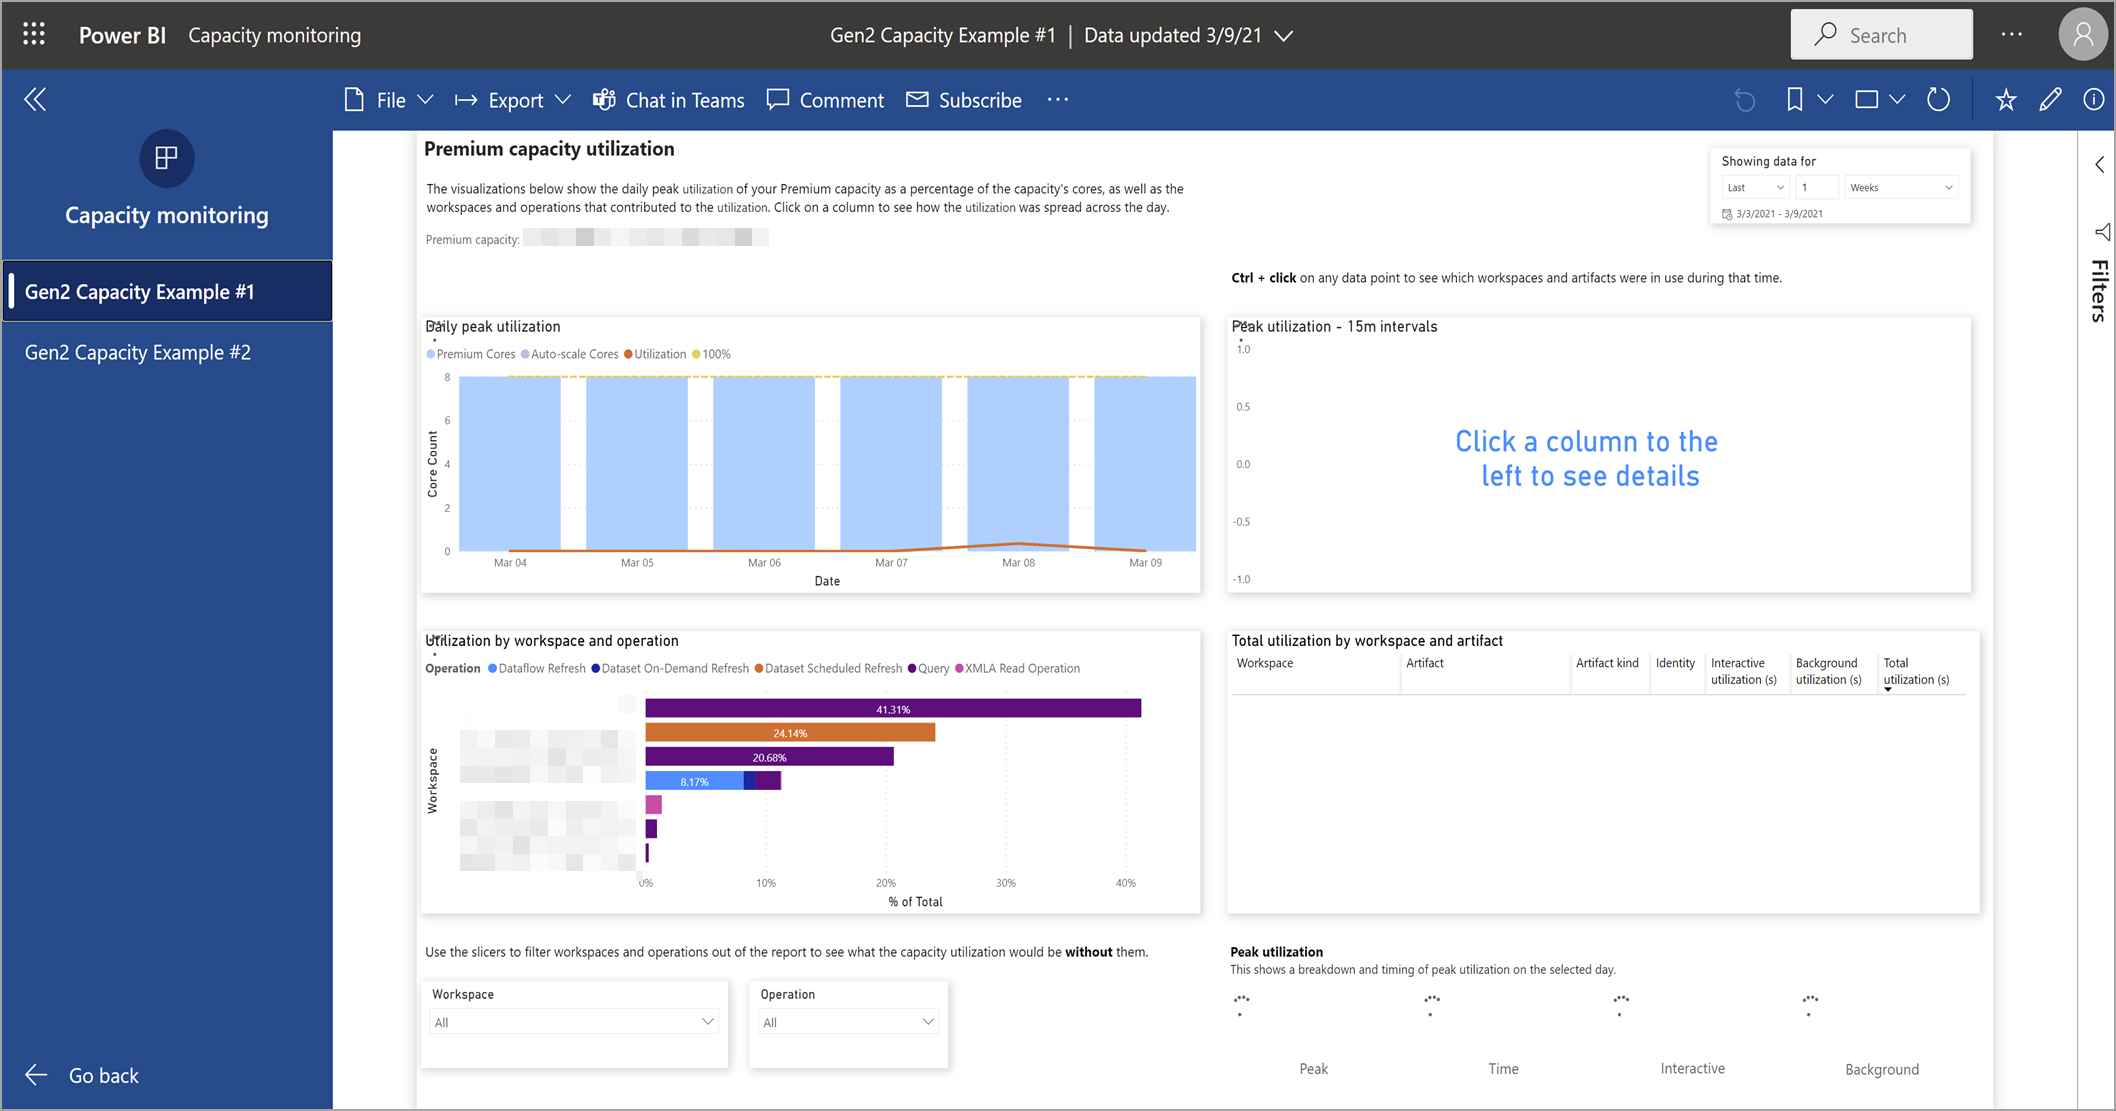 Power BI Capacity monitoring
Gen2 Capacity Example #1 | Data updated 3/9/21
Search
File
Export
Chat in Teams
Comment
Subscribe
Capacity monitoring
Gen2 Capacity Example #1
Gen2 Capacity Example #2
Go back
Premium capacity utilization
The visualizations below show the daily peak utilization of your Premium capacity as a percentage of the capacity's cores, as well as the
workspaces and operations that contributed to the utilization. Click on a column to see how the utilization was spread across the day.
Premium capacity:
Showing data for
Last 1 Weeks
3/3/2021 - 3/9/2021
Filters
Ctrl + click on any data point to see which workspaces and artifacts were in use during that time.
Daily peak utilization
Premium Cores Auto-scale Cores Utilization 100%
8
6
4
2
0
Core Count
Mar 04 Mar 05 Mar 06 Mar 07 Mar 08 Mar 09
Date
Peak utilization - 15m intervals
1.0
0.5
0.0
-0.5
-1.0
Click a column to the
left to see details
Utilization by workspace and operation
Operation Dataflow Refresh Dataset On-Demand Refresh Dataset Scheduled Refresh Query XMLA Read Operation
41.31%
24.14%
20.68%
8.17%
Workspace
0% 10% 20% 30% 40%
% of Total
Total utilization by workspace and artifact
Workspace Artifact Artifact kind Identity Interactive Background Total
utilization (s) utilization (s) utilization (s)
Use the slicers to filter workspaces and operations out of the report to see what the capacity utilization would be without them.
Workspace
All
Operation
All
Peak utilization
This shows a breakdown and timing of peak utilization on the selected day.
Peak Time Interactive Background